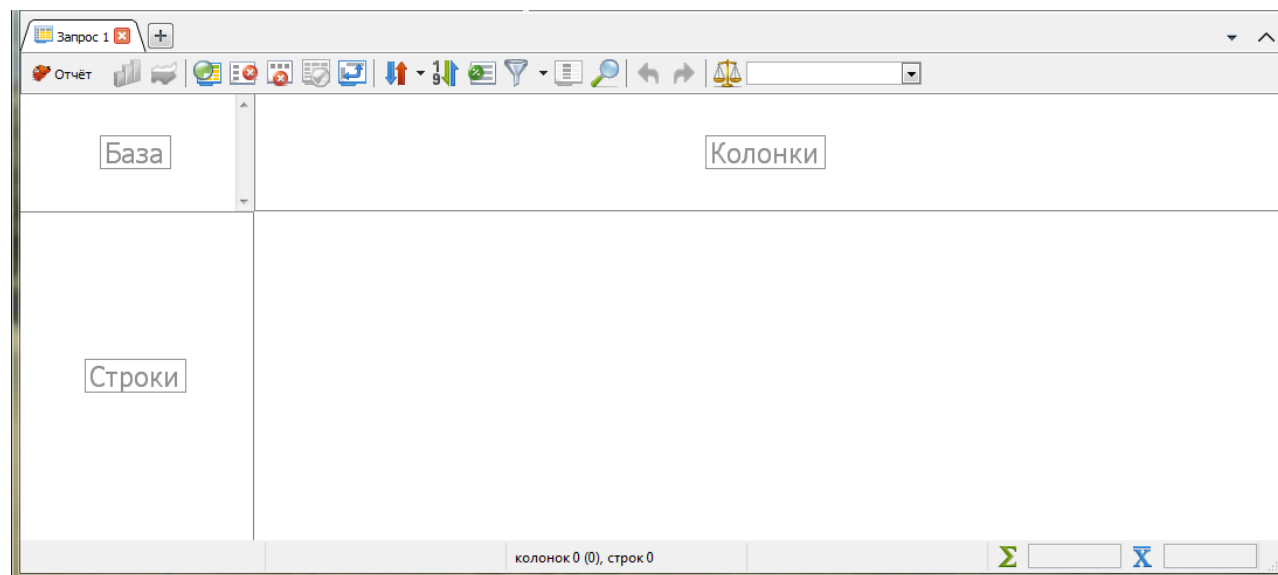 Запрос 1
Отчёт
База
Колонки
Строки
колонок 0 (0), строк 0
Σ X